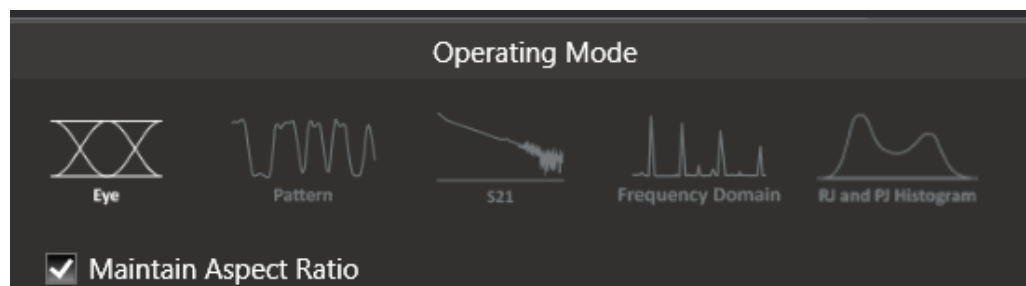 Operating Mode
Eye
Pattern
S21
Frequency Domain
RJ and PJ Histogram
Maintain Aspect Ratio